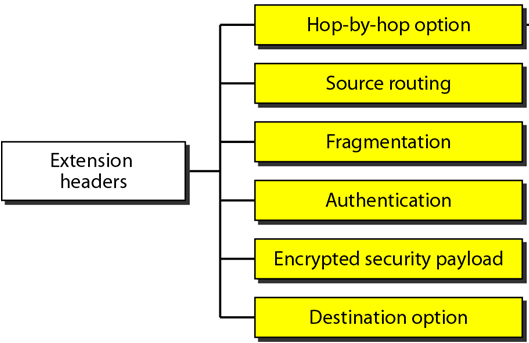 Extension
headers
Hop-by-hop option
Source routing
Fragmentation
Authentication
Encrypted security payload
Destination option